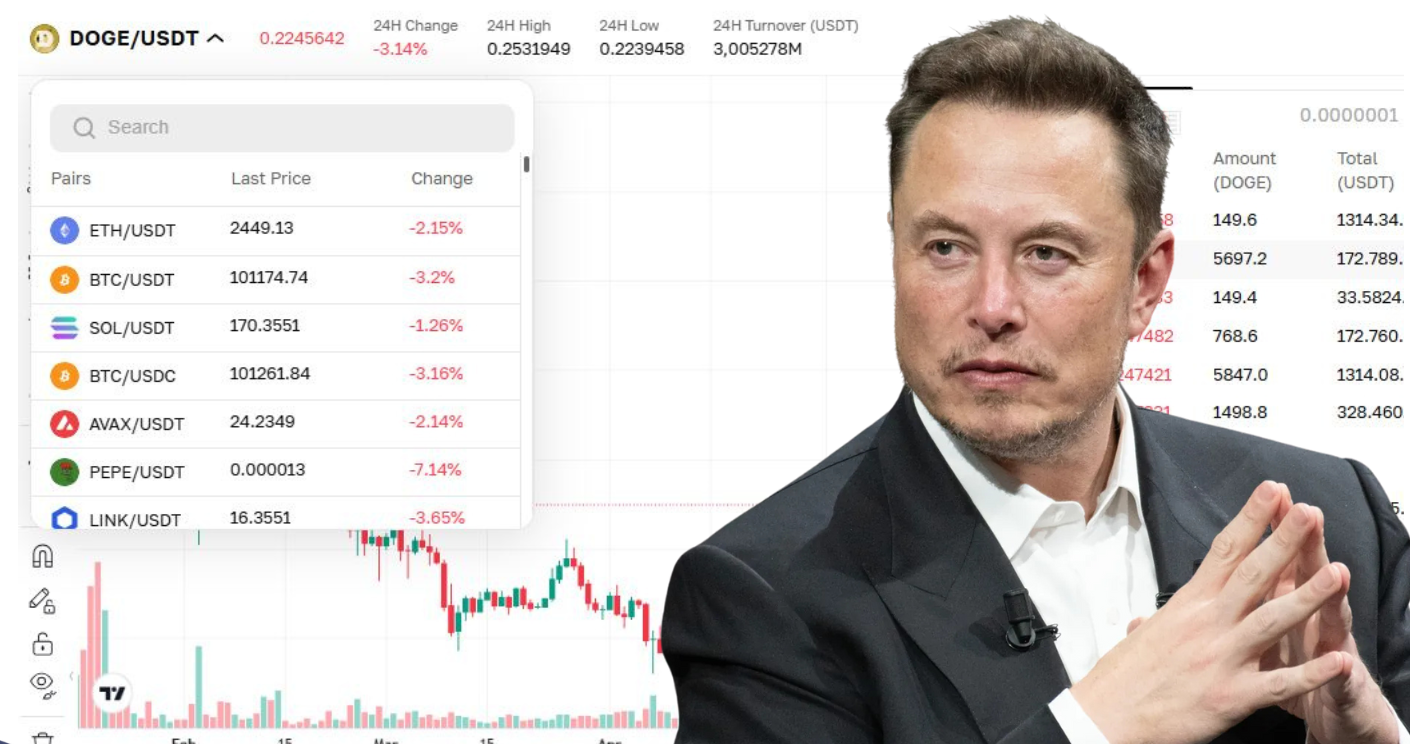 DOGE/USDT
0.2245642
24H Change
-3.14%
24H High
0.2531949
24H Low
0.2239458
24H Turnover (USDT)
3,005278M
Search
Pairs Last Price Change
ETH/USDT 2449.13 -2.15%
BTC/USDT 101174.74 -3.2%
SOL/USDT 170.3551 -1.26%
BTC/USDC 101261.84 -3.16%
AVAX/USDT 24.2349 -2.14%
PEPE/USDT 0.000013 -7.14%
LINK/USDT 16.3551 -3.65%
0.0000001
Amount Total
(DOGE) (USDT)
149.6 1314.34.
5697.2 172.789.
149.4 33.5824.
7482 768.6 172.760.
247421 5847.0 1314.08.
1498.8 328.460
15 Mar 15